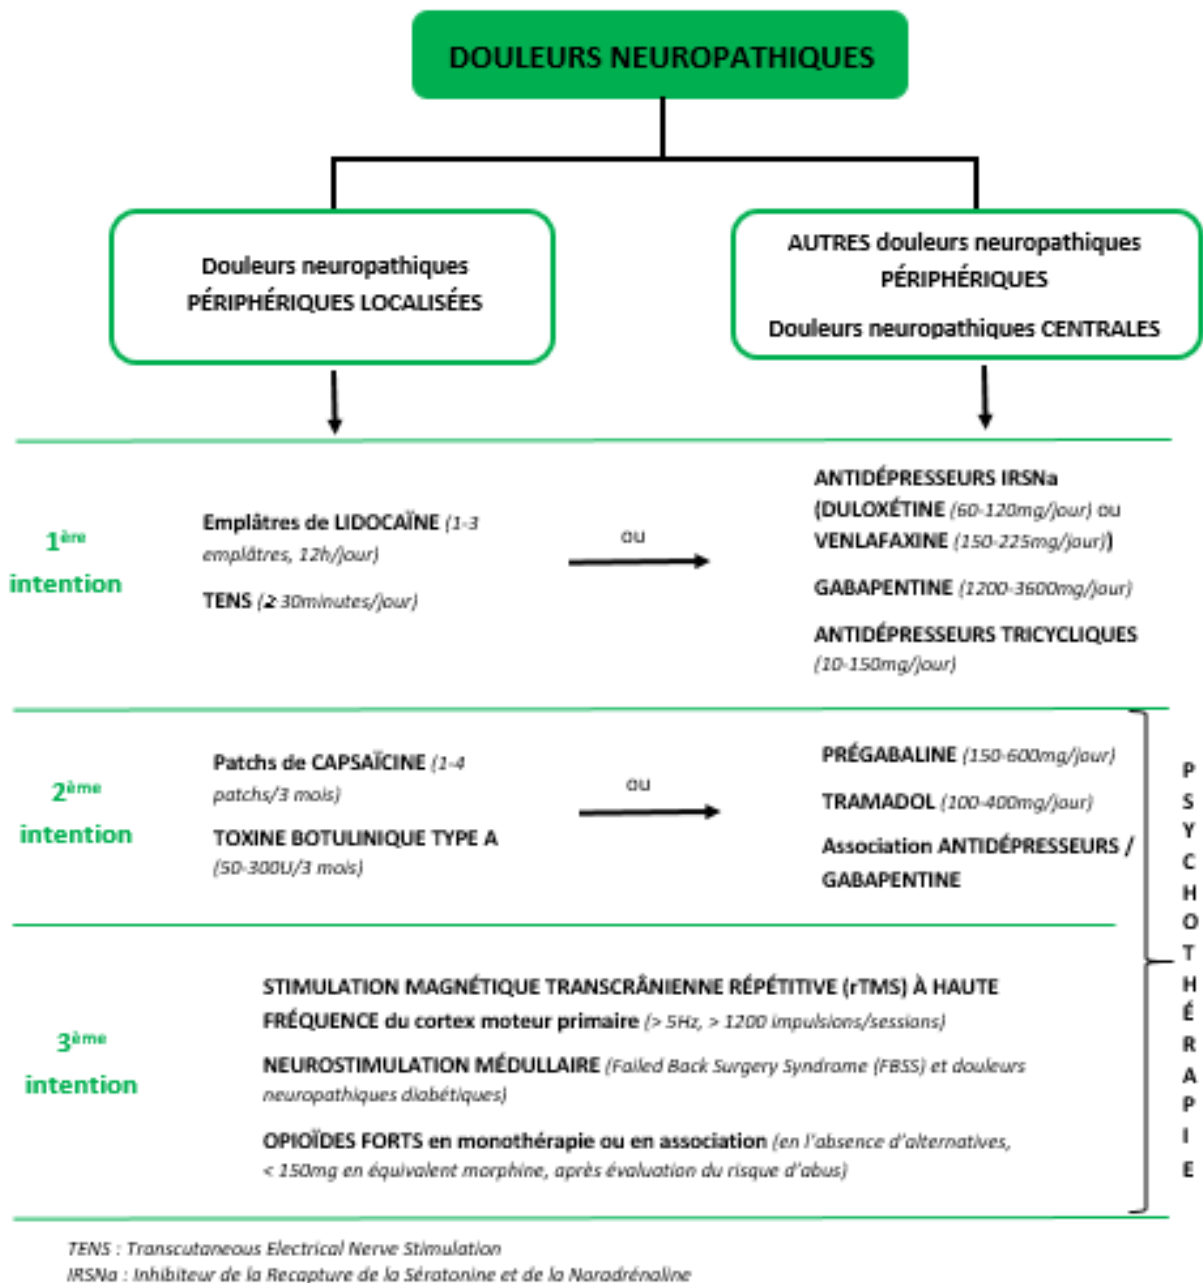 DOULEURS NEUROPATHIQUES
Douleurs neuropathiques
PÉRIPHÉRIQUES LOCALISÉES
AUTRES douleurs neuropathiques
PÉRIPHÉRIQUES
Douleurs neuropathiques CENTRALES
1ère
intention
Emplâtres de LIDOCAÏNE (1-3
emplâtres, 12h/jour)
TENS (≥ 30minutes/jour)
ou
ANTIDÉPRESSEURS IRSNa
(DULOXÉTINE (60-120mg/jour) ou
VENLAFAXINE (150-225mg/jour))
GABAPENTINE (1200-3600mg/jour)
ANTIDÉPRESSEURS TRICYCLIQUES
(10-150mg/jour)
2ème
intention
Patchs de CAPSAÏCINE (1-4
patchs/3 mois)
TOXINE BOTULINIQUE TYPE A
(50-300U/3 mois)
ou
PRÉGABALINE (150-600mg/jour)
TRAMADOL (100-400mg/jour)
Association ANTIDÉPRESSEURS /
GABAPENTINE
3ème
intention
STIMULATION MAGNÉTIQUE TRANSCRÂNIENNE RÉPÉTITIVE (rTMS) À HAUTE
FRÉQUENCE du cortex moteur primaire (> 5Hz, > 1200 impulsions/sessions)
NEUROSTIMULATION MÉDULLAIRE (Failed Back Surgery Syndrome (FBSS) et douleurs
neuropathiques diabétiques)
OPIOÏDES FORTS en monothérapie ou en association (en l'absence d'alternatives,
< 150mg en équivalent morphine, après évaluation du risque d'abus)
PSYCHOTHÉRAPIE
TENS : Transcutaneous Electrical Nerve Stimulation
IRSNa : Inhibiteur de la Recapture de la Sérotonine et de la Noradrénaline